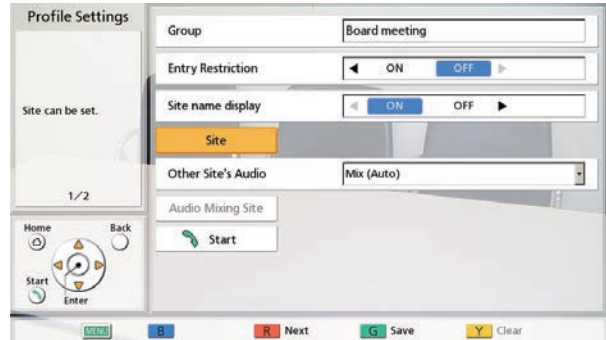 Profile Settings
Site can be set.
1/2
Home
Back
Start
Enter
Group
Board meeting
Entry Restriction
ON
OFF
Site name display
ON
OFF
Site
Other Site's Audio
Mix (Auto)
Audio Mixing Site
Start
MENU
B
R Next
G Save
Y Clear